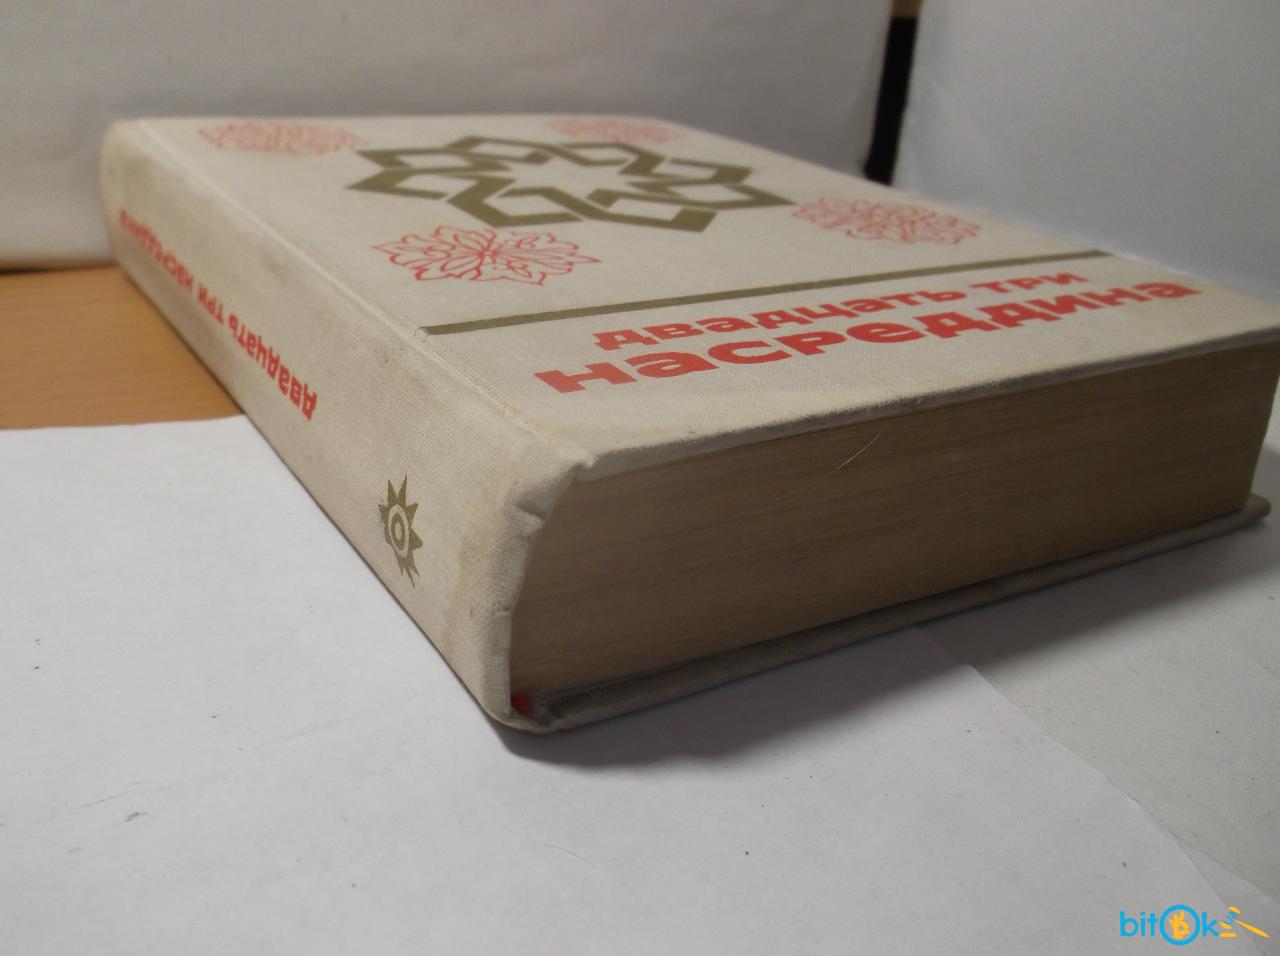 двадцать три
насреддина
двадцать три насреддина
bitOk